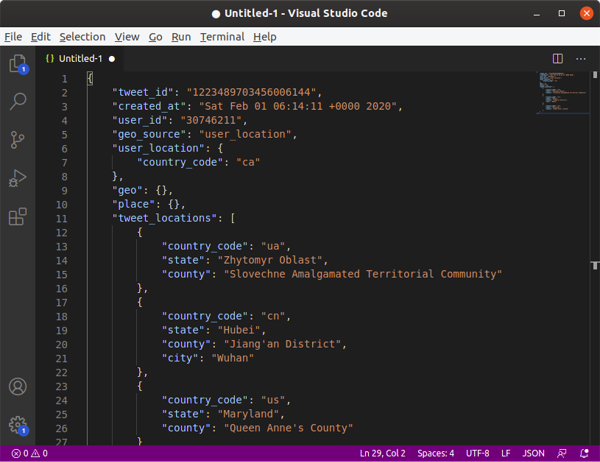 ● Untitled-1 - Visual Studio Code
File Edit Selection View Go Run Terminal Help
1
{ } Untitled-1 ●
1 {
2     "tweet_id": "1223489703456006144",
3     "created_at": "Sat Feb 01 06:14:11 +0000 2020",
4     "user_id": "30746211",
5     "geo_source": "user_location",
6     "user_location": {
7         "country_code": "ca"
8     },
9     "geo": {},
10     "place": {},
11     "tweet_locations": [
12         {
13             "country_code": "ua",
14             "state": "Zhytomyr Oblast",
15             "county": "Slovechne Amalgamated Territorial Community"
16         },
17         {
18             "country_code": "cn",
19             "state": "Hubei",
20             "county": "Jiang'an District",
21             "city": "Wuhan"
22         },
23         {
24             "country_code": "us",
25             "state": "Maryland",
26             "county": "Queen Anne's County"
27         }
1
0 0 Ln 29, Col 2 Spaces: 4 UTF-8 LF JSON